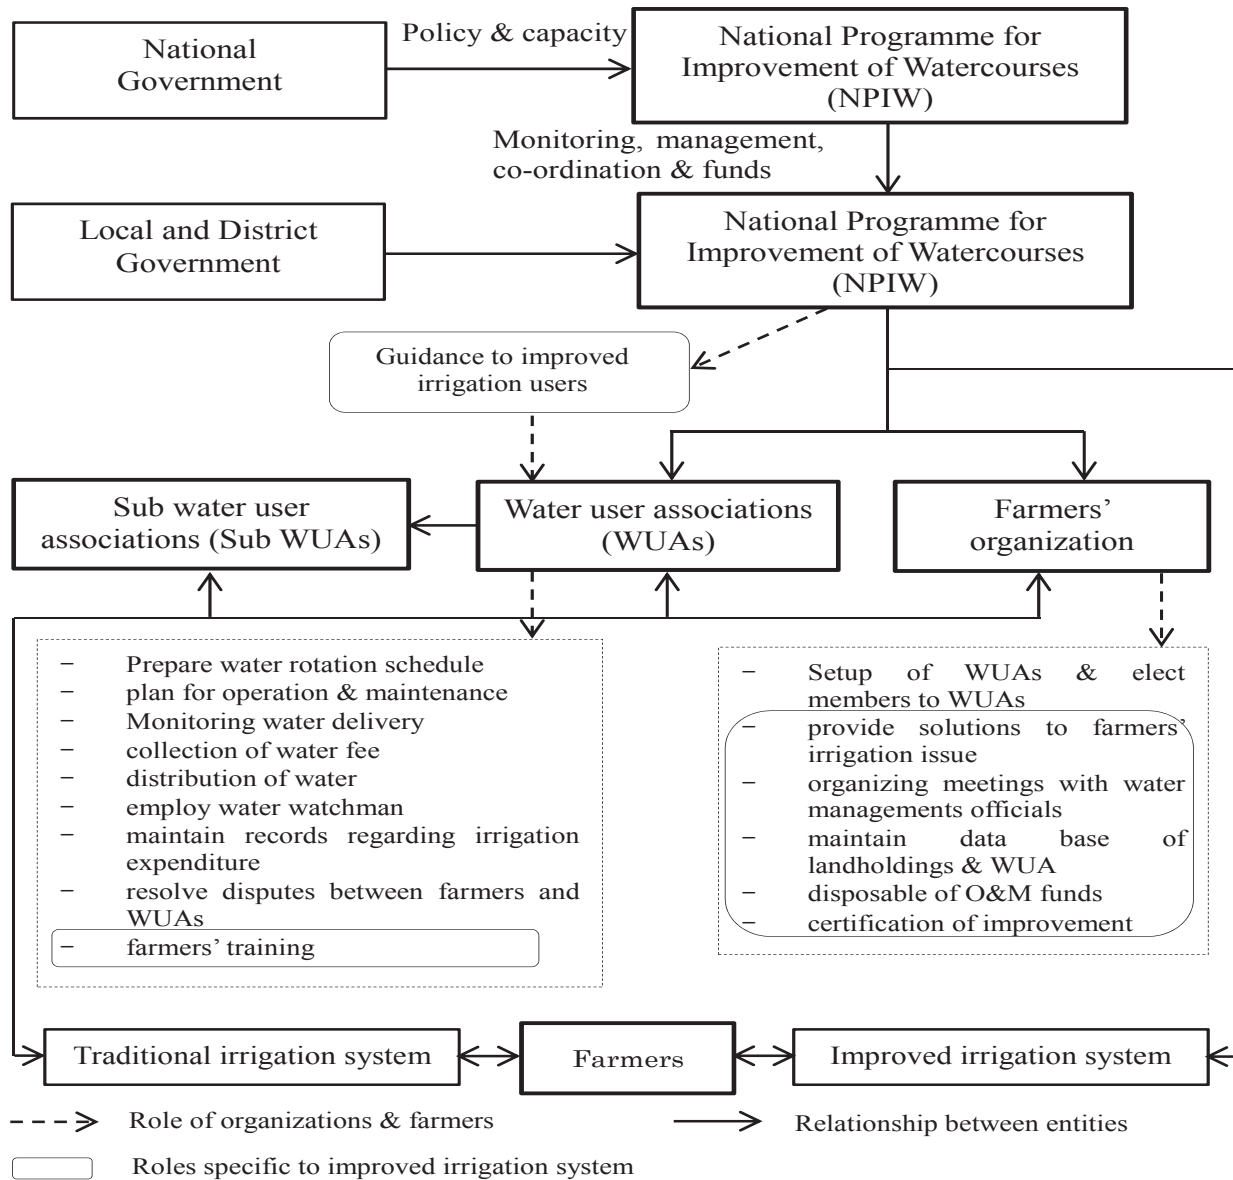 National
Government
Policy & capacity
National Programme for
Improvement of Watercourses
(NPIW)
Monitoring, management,
co-ordination & funds
Local and District
Government
National Programme for
Improvement of Watercourses
(NPIW)
Guidance to improved
irrigation users
Sub water user
associations (Sub WUAs)
Water user associations
(WUAs)
Farmers'
organization
– Prepare water rotation schedule
– plan for operation & maintenance
– Monitoring water delivery
– collection of water fee
– distribution of water
– employ water watchman
– maintain records regarding irrigation
expenditure
– resolve disputes between farmers and
WUAs
– farmers' training
– Setup of WUAs & elect
members to WUAs
– provide solutions to farmers'
irrigation issue
– organizing meetings with water
managements officials
– maintain data base of
landholdings & WUA
– disposable of O&M funds
– certification of improvement
Traditional irrigation system
Farmers
Improved irrigation system
Role of organizations & farmers
Relationship between entities
Roles specific to improved irrigation system